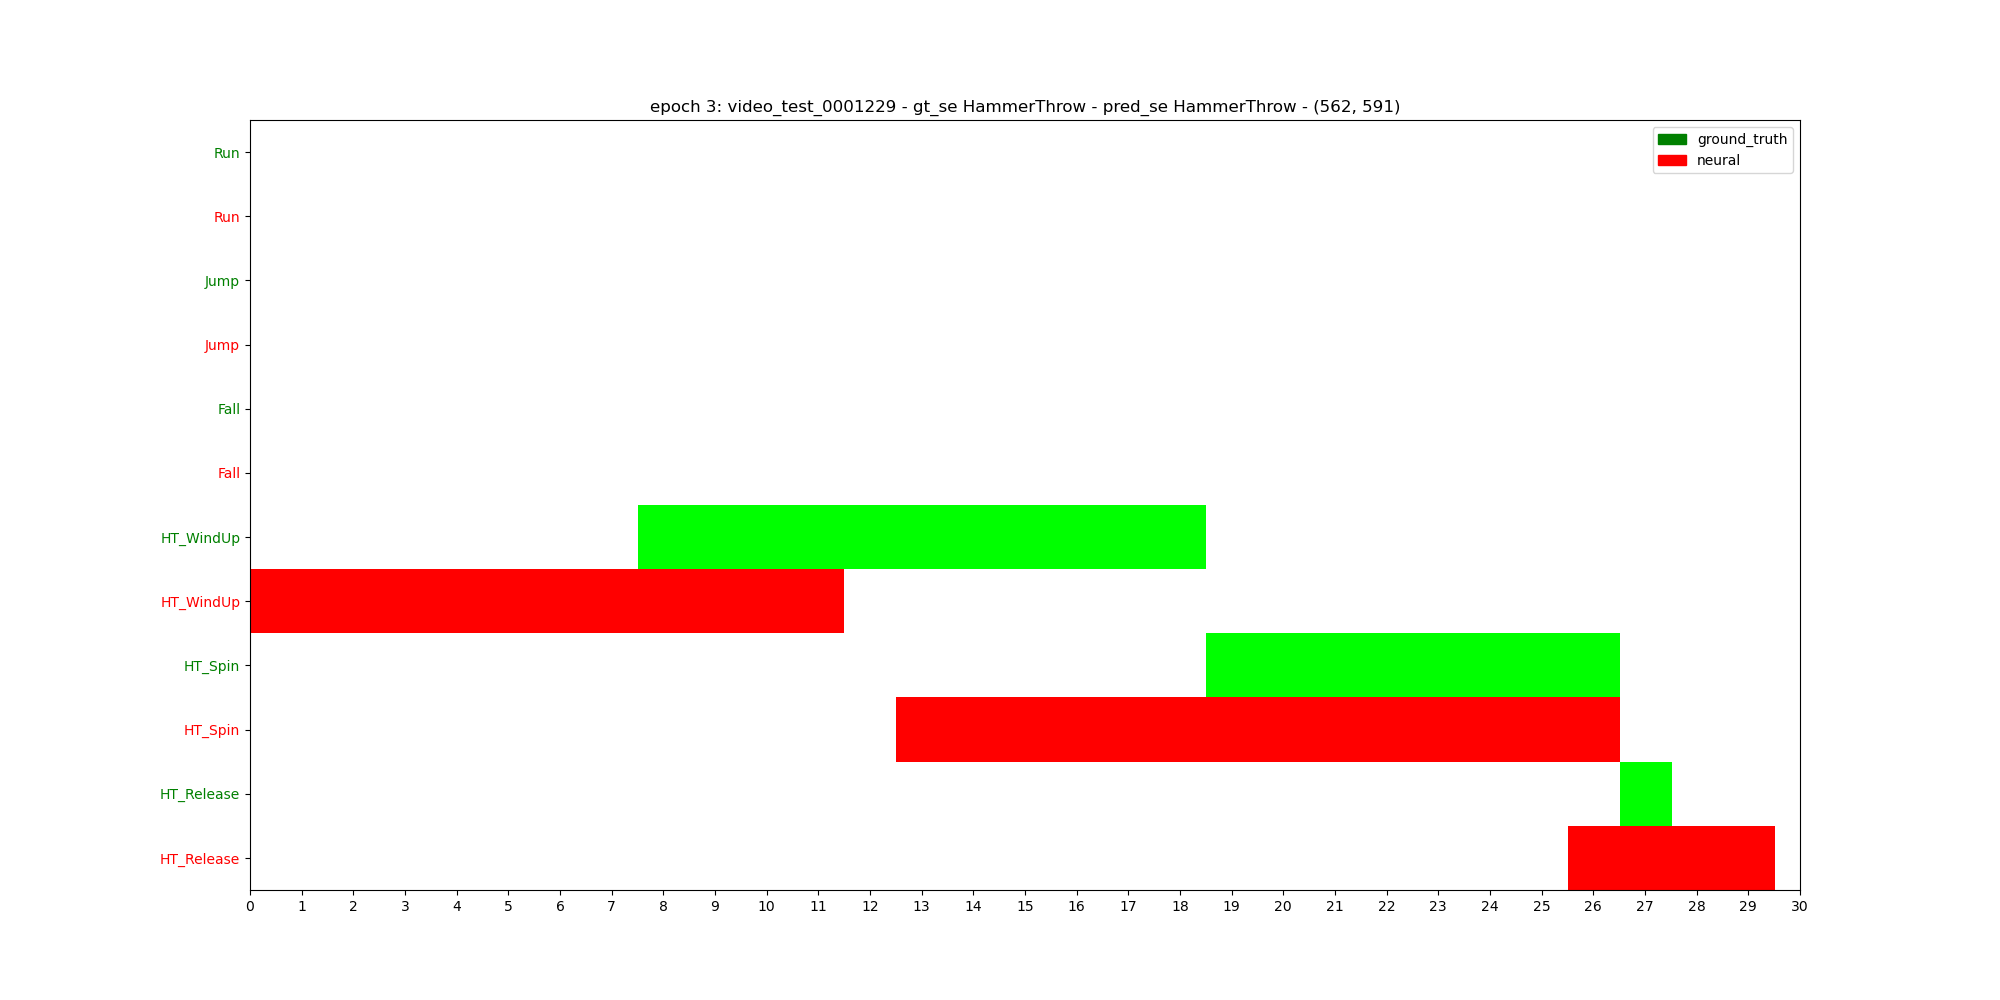 epoch 3: video_test_0001229 - gt_se HammerThrow - pred_se HammerThrow - (562, 591)
ground_truth
neural
Run
Run
Jump
Jump
Fall
Fall
HT_WindUp
HT_WindUp
HT_Spin
HT_Spin
HT_Release
HT_Release
0 1 2 3 4 5 6 7 8 9 10 11 12 13 14 15 16 17 18 19 20 21 22 23 24 25 26 27 28 29 30